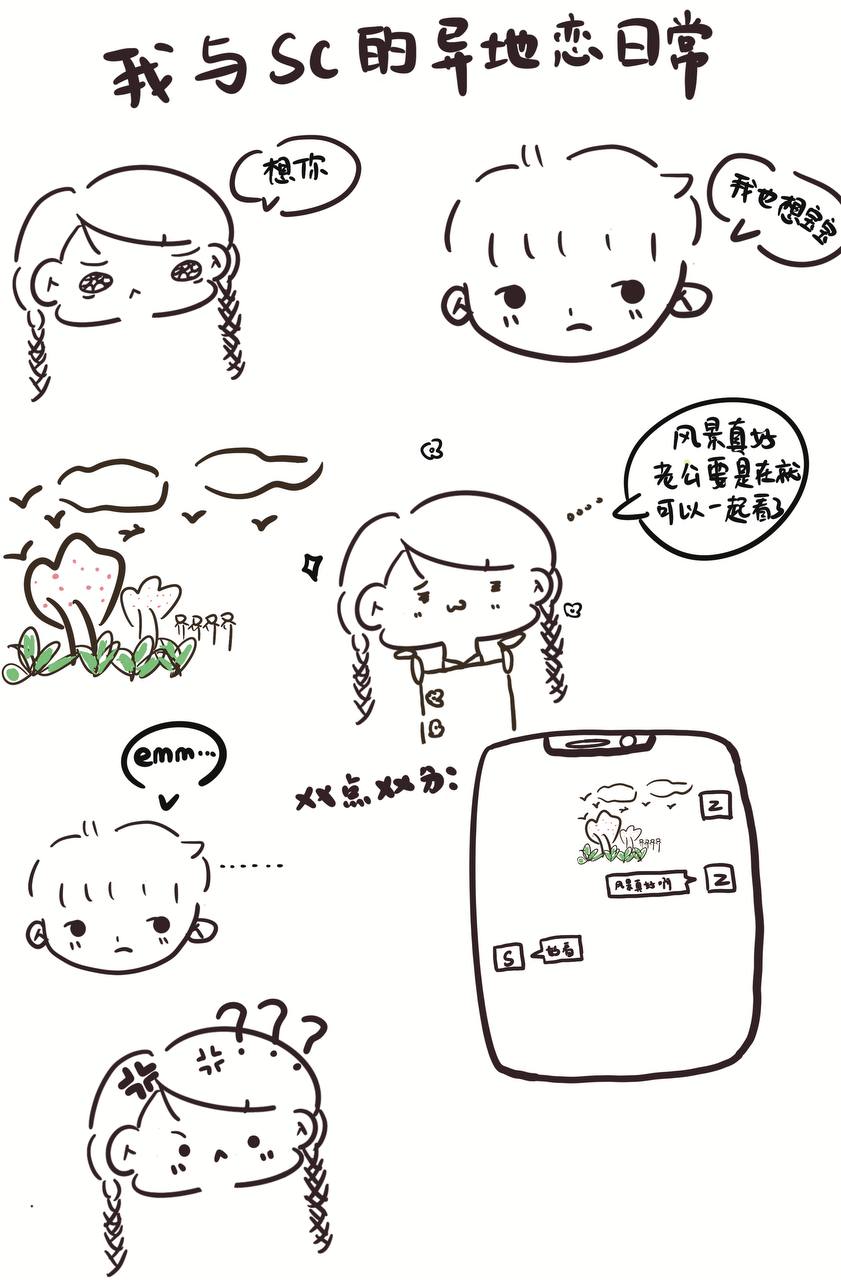 我与SC的异地恋日常
想你
我也想宝宝
风景真好
老公要是在就
可以一起看了
emm...
xx点xx分:
Z
风景真好啊
Z
S
好看
???